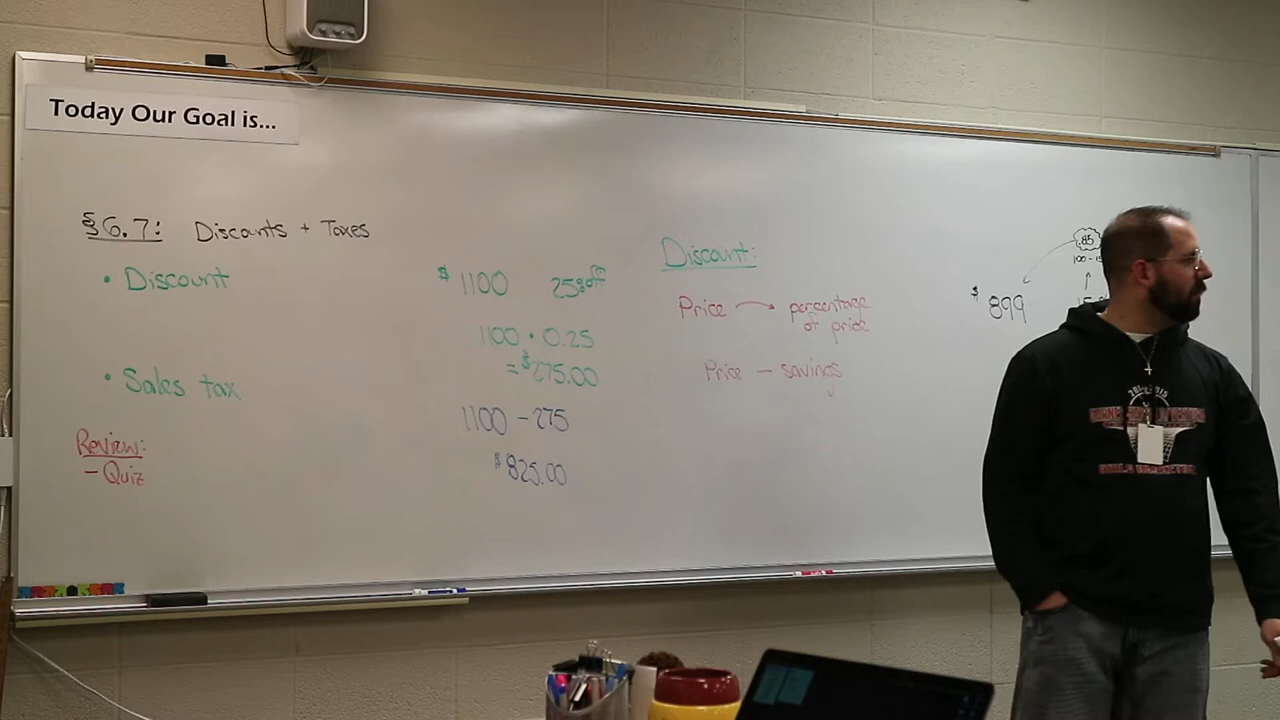 Today Our Goal is...
§6.7: Discounts + Taxes
• Discount
• Sales tax
Review:
- Quiz
$1100 25% off
1100 · 0.25
= $275.00
1100 - 275
$825.00
Discount:
Price → percentage
of price
Price - savings
.85
$899